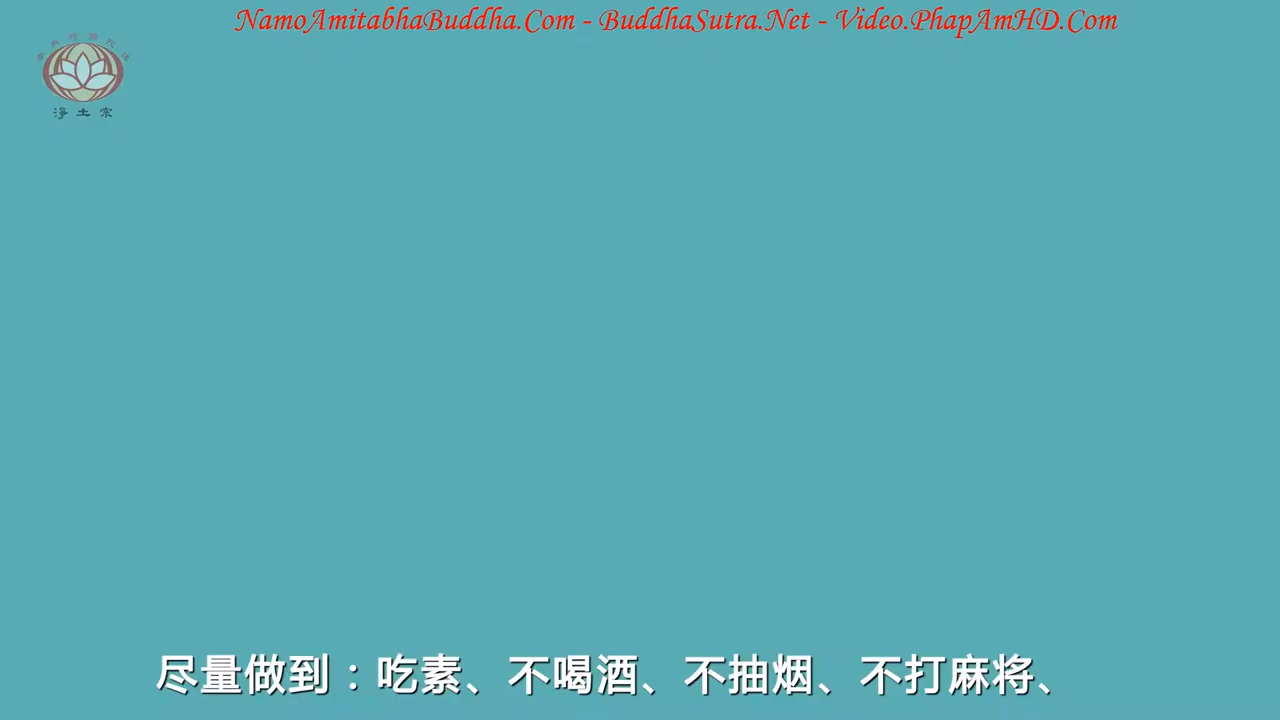 NamoAmitabhaBuddha.Com - BuddhaSutra.Net - Video.PhapAmHD.Com
淨土宗
尽量做到：吃素、不喝酒、不抽烟、不打麻将、